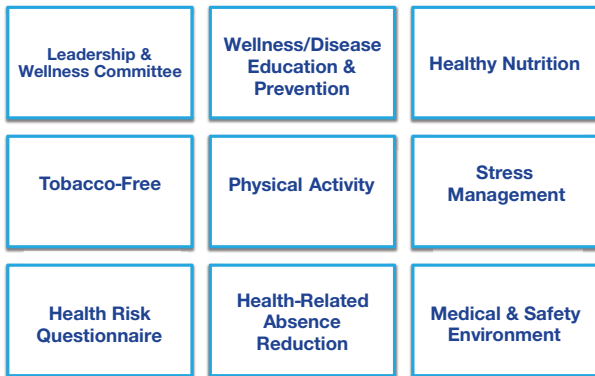 Leadership &
Wellness Committee
Wellness/Disease
Education &
Prevention
Healthy Nutrition
Tobacco-Free
Physical Activity
Stress
Management
Health Risk
Questionnaire
Health-Related
Absence
Reduction
Medical & Safety
Environment